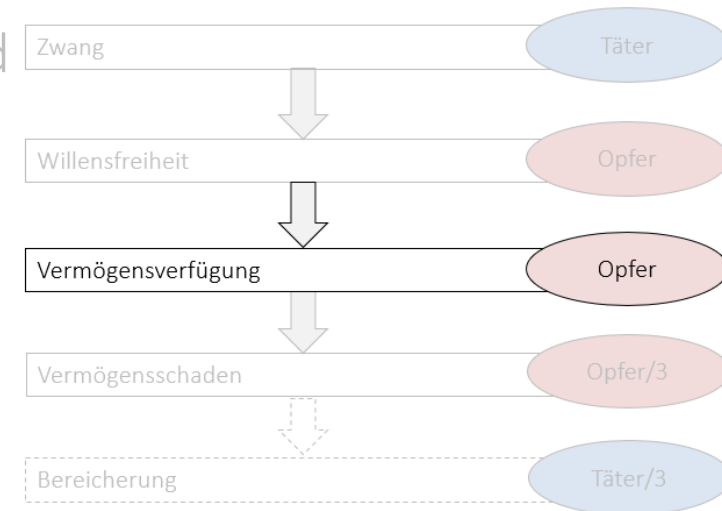 Zwang Täter
Willensfreiheit Opfer
Vermögensverfügung Opfer
Vermögensschaden Opfer/3
Bereicherung Täter/3